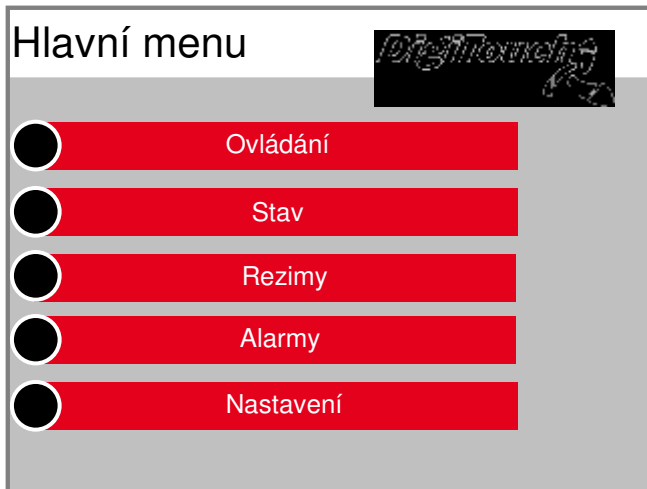 Hlavní menu
DigiTouch
Ovládání
Stav
Rezimy
Alarmy
Nastavení